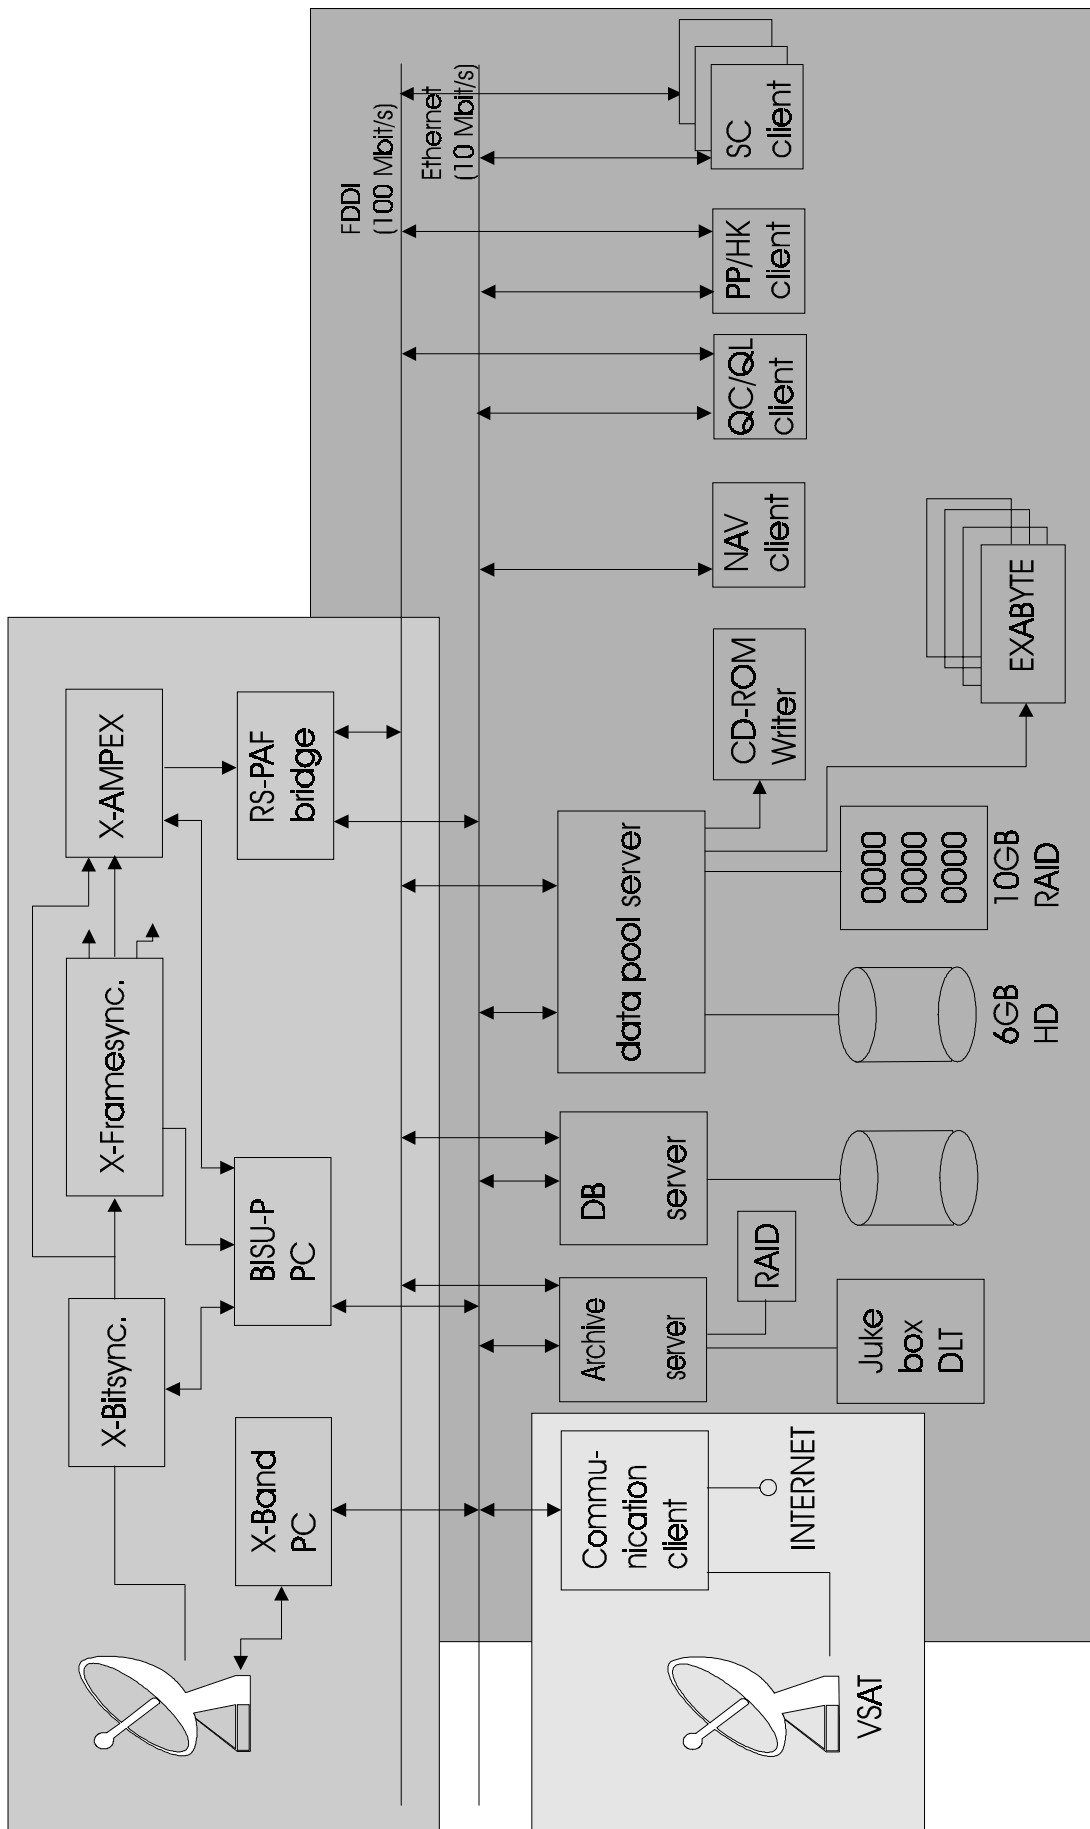 X-Bitsync.
X-Framesync.
X-AMPEX
X-Band
PC
BISU-P
PC
RS-PAF
bridge
FDDI
(100 Mbit/s)
Ethernet
(10 Mbit/s)
Commu-
nication
client
Archive
server
DB
server
data pool server
CD-ROM
Writer
NAV
client
QC/QL
client
PP/HK
client
SC
client
INTERNET
RAID
VSAT
Juke
box
DLT
6GB
HD
0000
0000
0000
10GB
RAID
EXABYTE